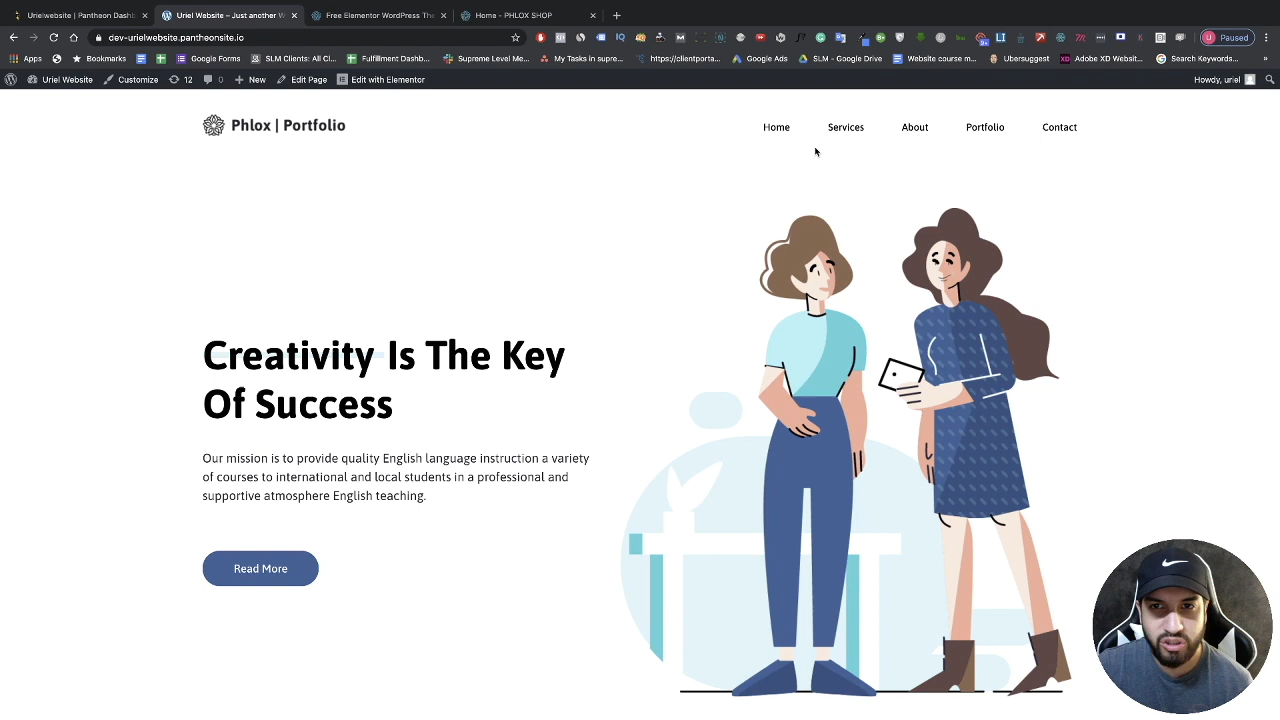 Urielwebsite | Pantheon Dashb
Uriel Website – Just another W
Free Elementor WordPress The
Home - PHLOX SHOP
dev-urielwebsite.pantheonsite.io
Paused
Apps
Bookmarks
Google Forms
SLM Clients: All Cl...
Fulfillment Dashb...
Supreme Level Me...
My Tasks in supre...
https://clientporta...
Google Ads
SLM - Google Drive
Website course m...
Ubersuggest
Adobe XD Websit...
Search Keywords...
Uriel Website
Customize
12
0
New
Edit Page
Edit with Elementor
Howdy, uriel
Phlox | Portfolio
Home
Services
About
Portfolio
Contact
Creativity Is The Key
Of Success
Our mission is to provide quality English language instruction a variety
of courses to international and local students in a professional and
supportive atmosphere English teaching.
Read More